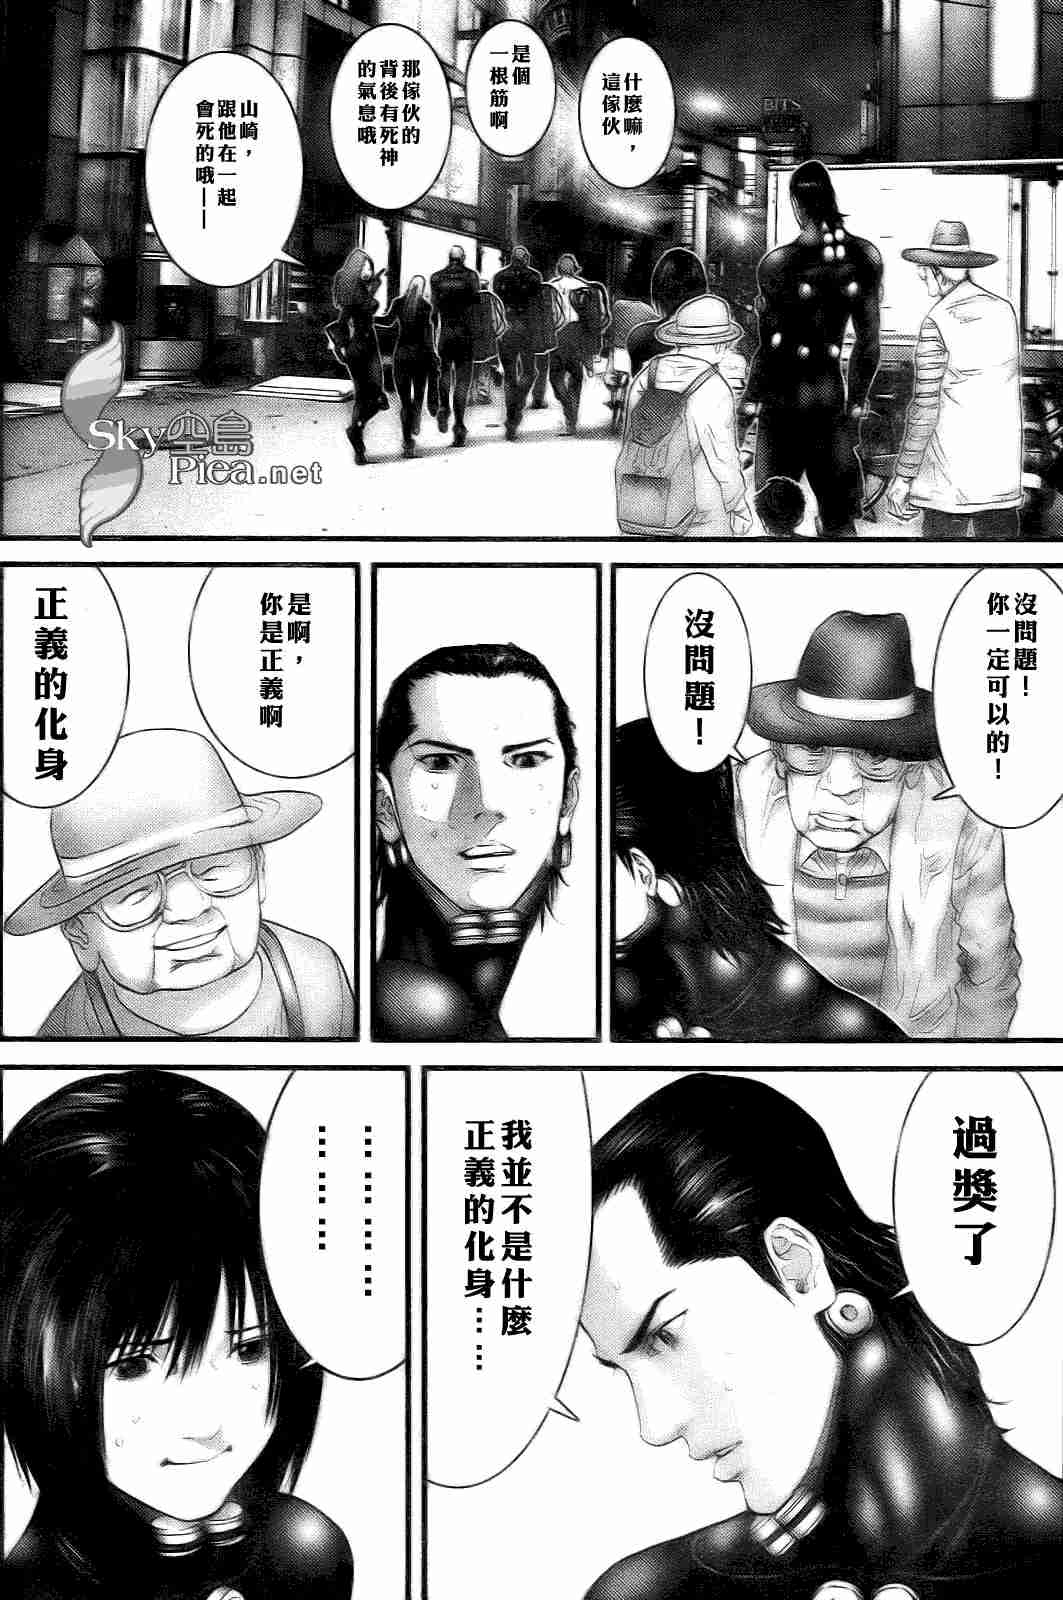 什麼嘛，
這傢伙
是個
一根筋啊
那傢伙的
背後有死神
的氣息哦
山崎，
跟他在一起
會死的哦——
BITS
Sky空島
Piea.net
沒問題！
你一定可以的！
沒問題！
是啊，
你是正義啊
正義的化身
過獎了
我並不是什麼
正義的化身……
…………
………